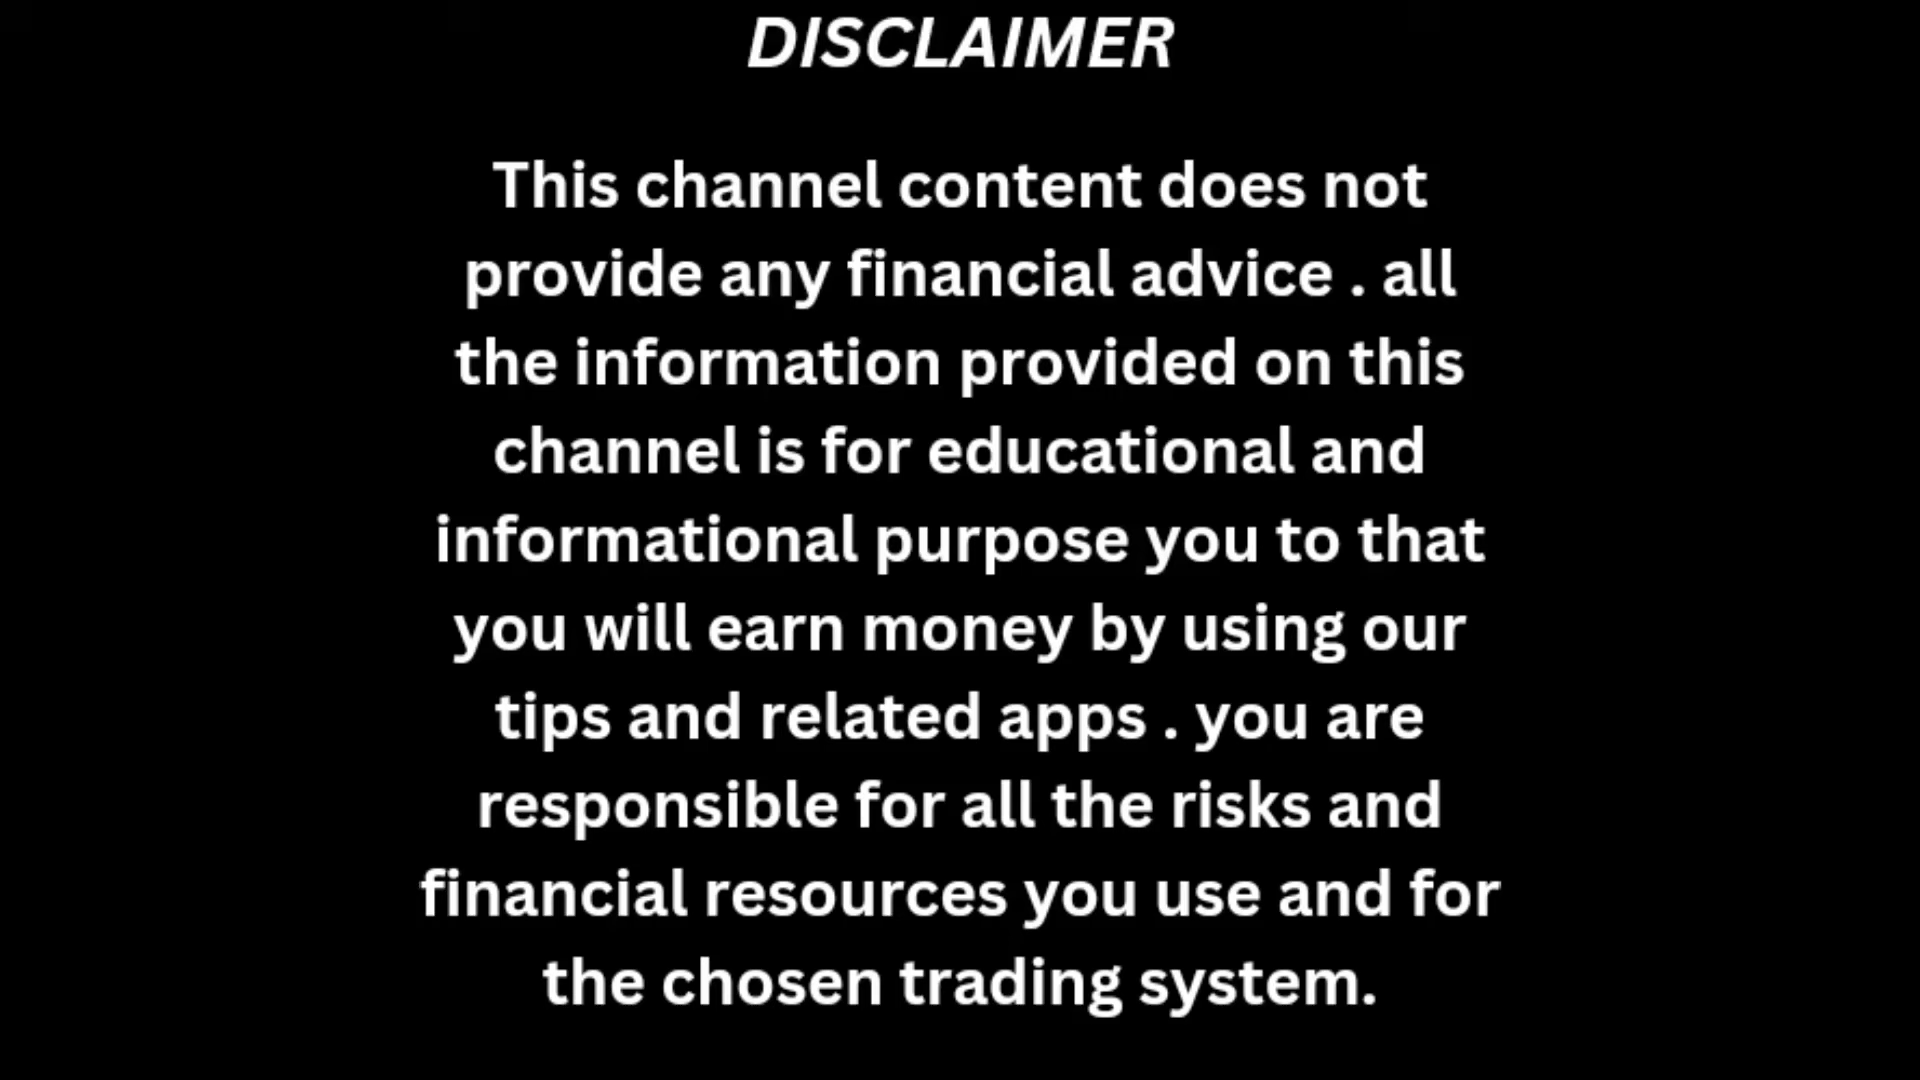 DISCLAIMER
This channel content does not
provide any financial advice . all
the information provided on this
channel is for educational and
informational purpose you to that
you will earn money by using our
tips and related apps . you are
responsible for all the risks and
financial resources you use and for
the chosen trading system.